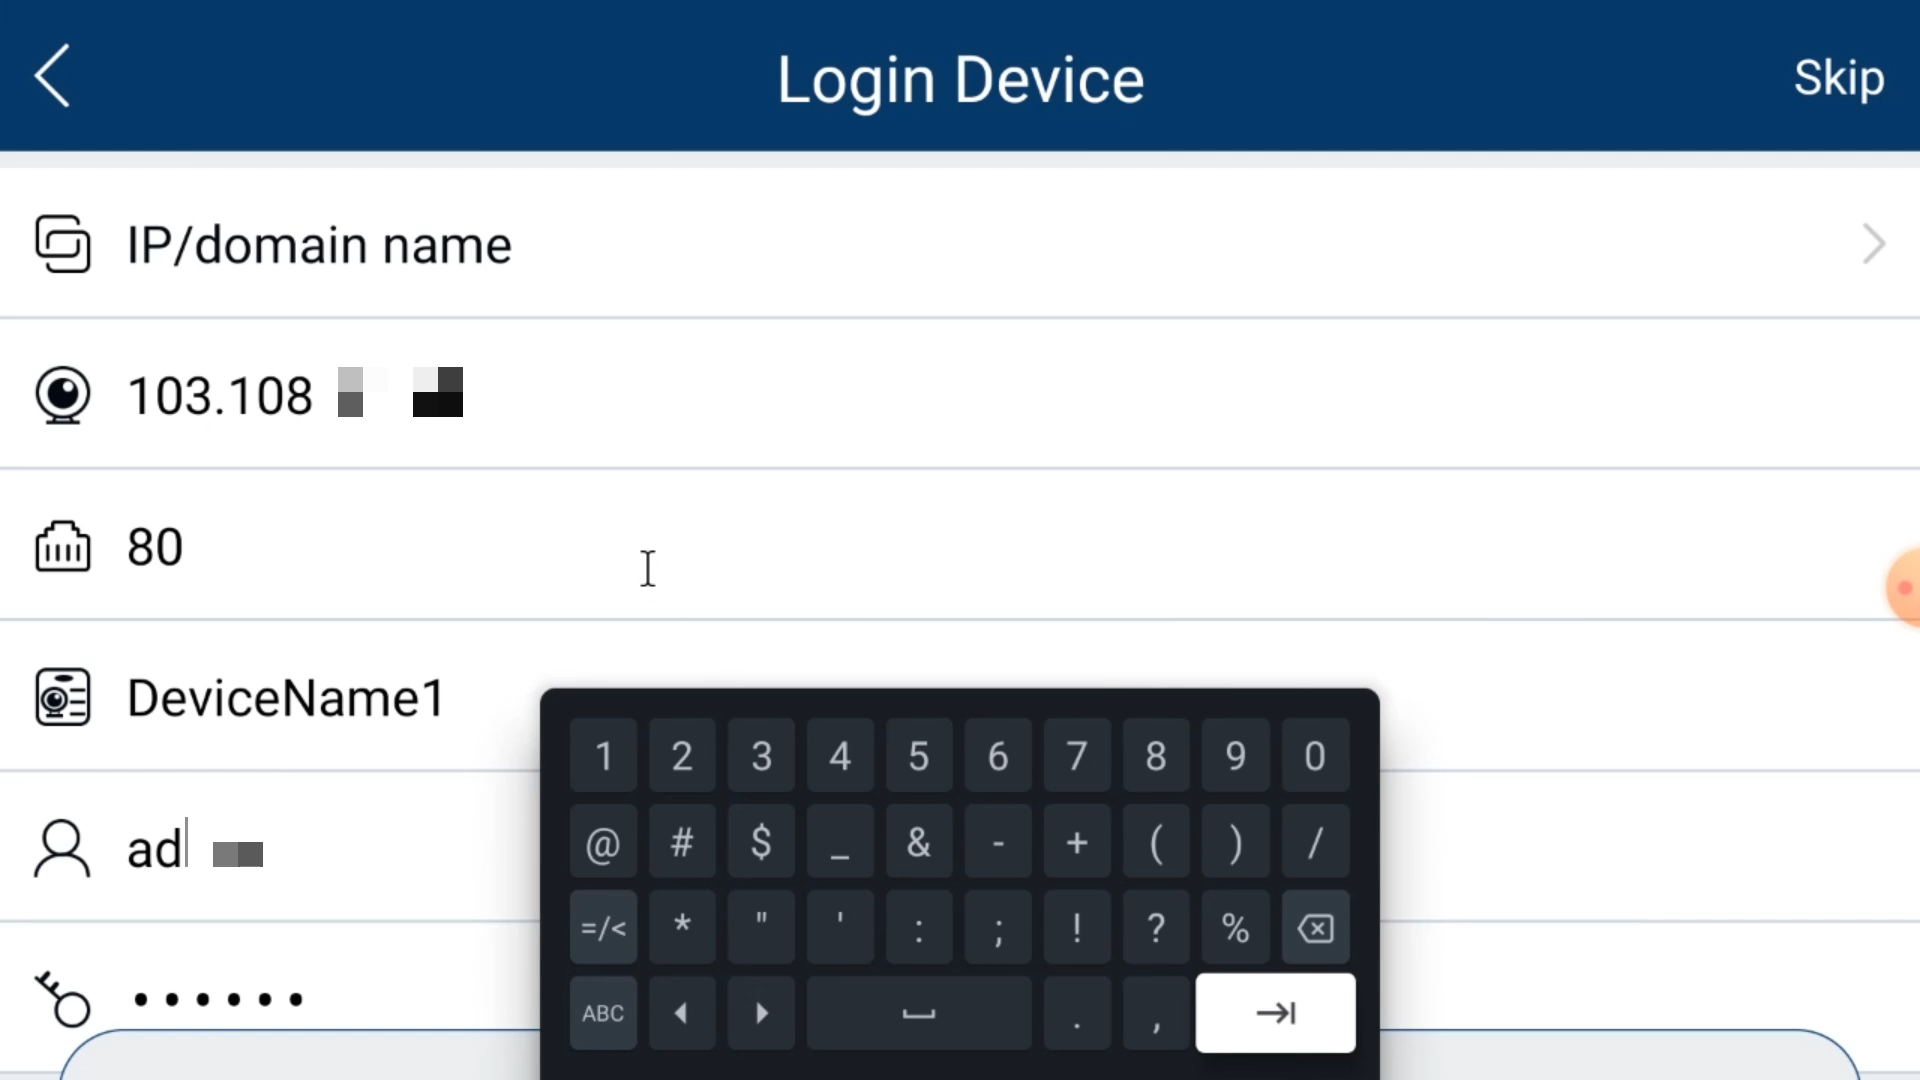 Login Device
Skip
IP/domain name
103.108
80
DeviceName1
ad
••••••
1 2 3 4 5 6 7 8 9 0
@ # $ _ & - + ( ) /
=/< * " ' : ; ! ? %
ABC . ,